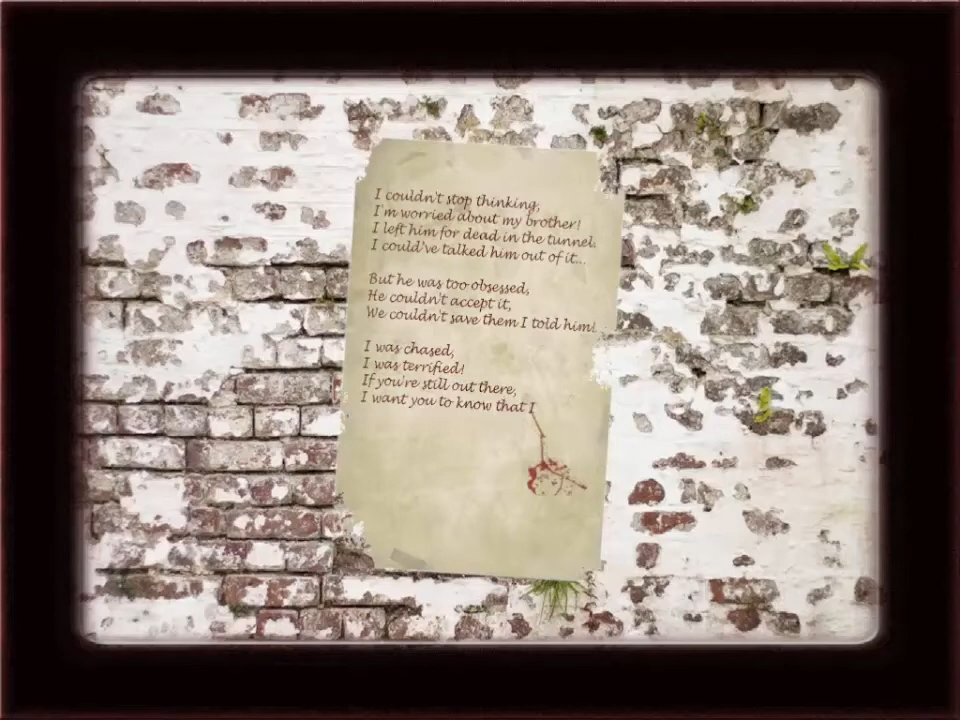 I couldn't stop thinking,
I'm worried about my brother!
I left him for dead in the tunnel.
I could've talked him out of it...
But he was too obsessed,
He couldn't accept it,
We couldn't save them I told him!
I was chased,
I was terrified!
If you're still out there,
I want you to know that I